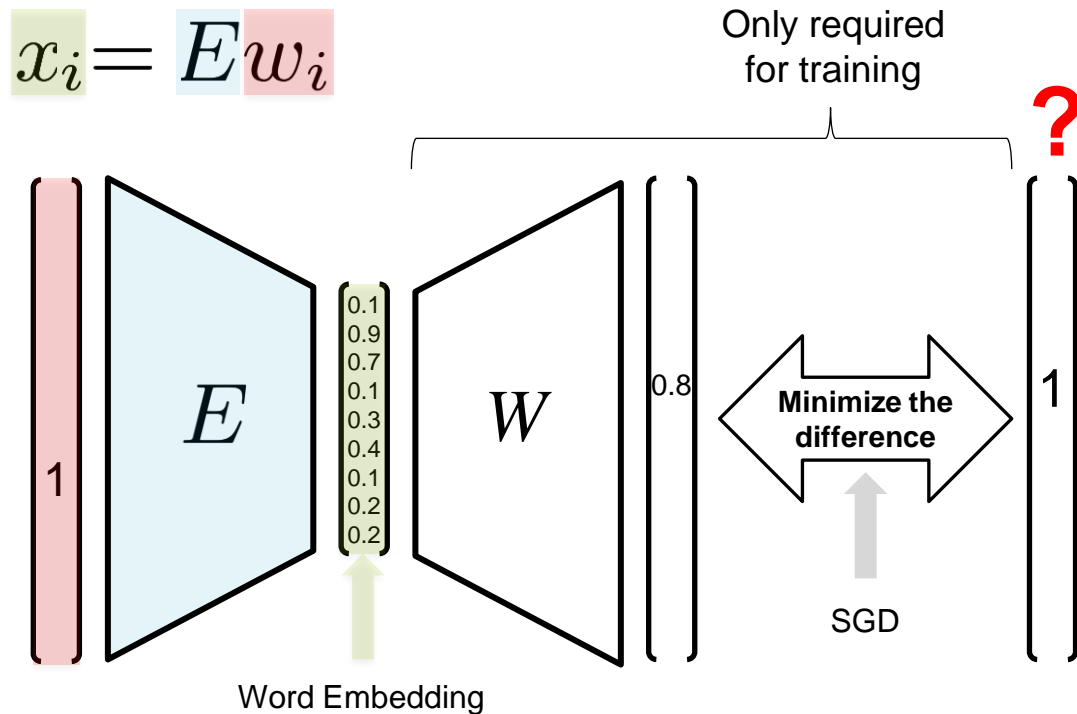 xᵢ= Ewᵢ
Only required
for training
?
1
E
0.1
0.9
0.7
0.1
0.3
0.4
0.1
0.2
0.2
W
0.8
Minimize the
difference
1
SGD
Word Embedding